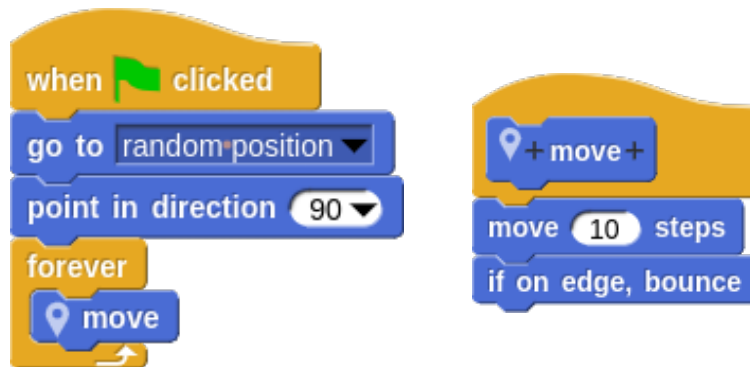 when clicked
go to random position
point in direction 90
forever
move
+ move +
move 10 steps
if on edge, bounce